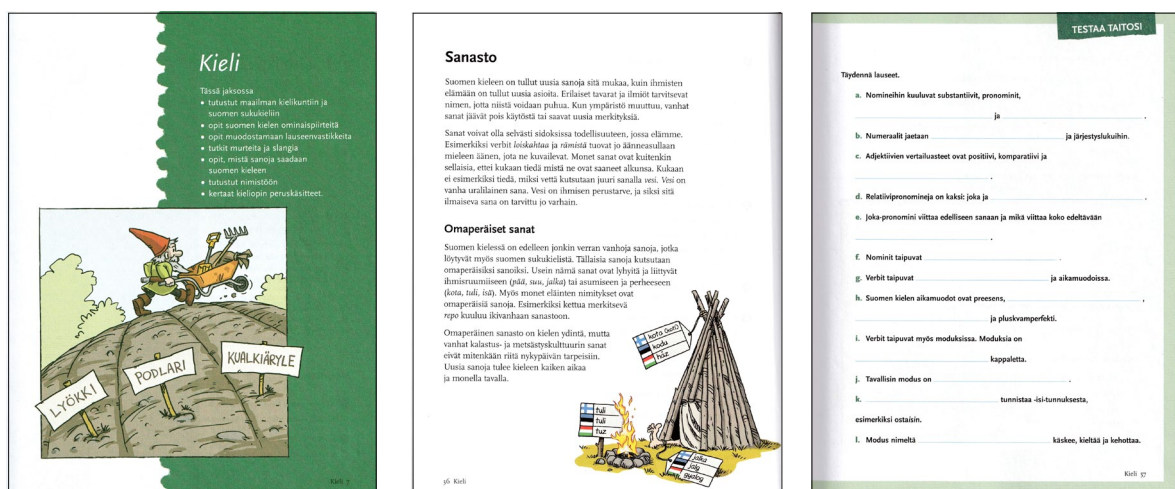 Kieli
Tässä jaksossa
• tutustut maailman kielikuntiin ja
suomen sukukieliin
• opit suomen kielen ominaispiirteitä
• opit muodostamaan lauseenvastikkeita
• tutkit murteita ja slangia
• opit, mistä sanoja saadaan
suomen kieleen
• tutustut nimistöön
• kertaat kieliopin peruskäsitteet.
LYÖKKI
PODLARI
KUALKIÄRYLE
Kieli 7
Sanasto
Suomen kieleen on tullut uusia sanoja sitä mukaa, kuin ihmisten
elämään on tullut uusia asioita. Erilaiset tavarat ja ilmiöt tarvitsevat
nimen, jotta niistä voidaan puhua. Kun ympäristö muuttuu, vanhat
sanat jäävät pois käytöstä tai saavat uusia merkityksiä.
Sanat voivat olla selvästi sidoksissa todellisuuteen, jossa elämme.
Esimerkiksi verbit loiskahtaa ja rämistä tuovat jo äänneasullaan
mieleen äänen, jota ne kuvailevat. Monet sanat ovat kuitenkin
sellaisia, ettei kukaan tiedä mistä ne ovat saaneet alkunsa. Kukaan
ei esimerkiksi tiedä, miksi vettä kutsutaan juuri sanalla vesi. Vesi on
vanha uralilainen sana. Vesi on ihmisen perustarve, ja siksi sitä
ilmaiseva sana on tarvittu jo varhain.
Omaperäiset sanat
Suomen kielessä on edelleen jonkin verran vanhoja sanoja, jotka
löytyvät myös suomen sukukielistä. Tällaisia sanoja kutsutaan
omaperäisiksi sanoiksi. Usein nämä sanat ovat lyhyitä ja liittyvät
ihmisruumiiseen (pää, suu, jalka) tai asumiseen ja perheeseen
(kota, tuli, isä). Myös monet eläinten nimitykset ovat
omaperäisiä sanoja. Esimerkiksi kettua merkitsevä
repo kuuluu ikivanhaan sanastoon.
Omaperäinen sanasto on kielen ydintä, mutta
vanhat kalastus- ja metsästyskulttuurin sanat
eivät mitenkään riitä nykypäivän tarpeisiin.
Uusia sanoja tulee kieleen kaiken aikaa
ja monella tavalla.
kota (koti)
kodu
ház
tuli
tuli
tuz
jalka
jalg
gyalog
56 Kieli
TESTAA TAITOSI
Täydennä lauseet.
a. Nomineihin kuuluvat substantiivit, pronominit,
ja .
b. Numeraalit jaetaan ja järjestyslukuihin.
c. Adjektiivien vertailuasteet ovat positiivi, komparatiivi ja
.
d. Relatiivipronomineja on kaksi: joka ja .
e. Joka-pronomini viittaa edelliseen sanaan ja mikä viittaa koko edeltävään
.
f. Nominit taipuvat .
g. Verbit taipuvat ja aikamuodoissa.
h. Suomen kielen aikamuodot ovat preesens, ,
ja pluskvamperfekti.
i. Verbit taipuvat myös moduksissa. Moduksia on
kappaletta.
j. Tavallisin modus on .
k. tunnistaa -isi-tunnuksesta,
esimerkiksi ostaisin.
l. Modus nimeltä käskee, kieltää ja kehottaa.
Kieli 57